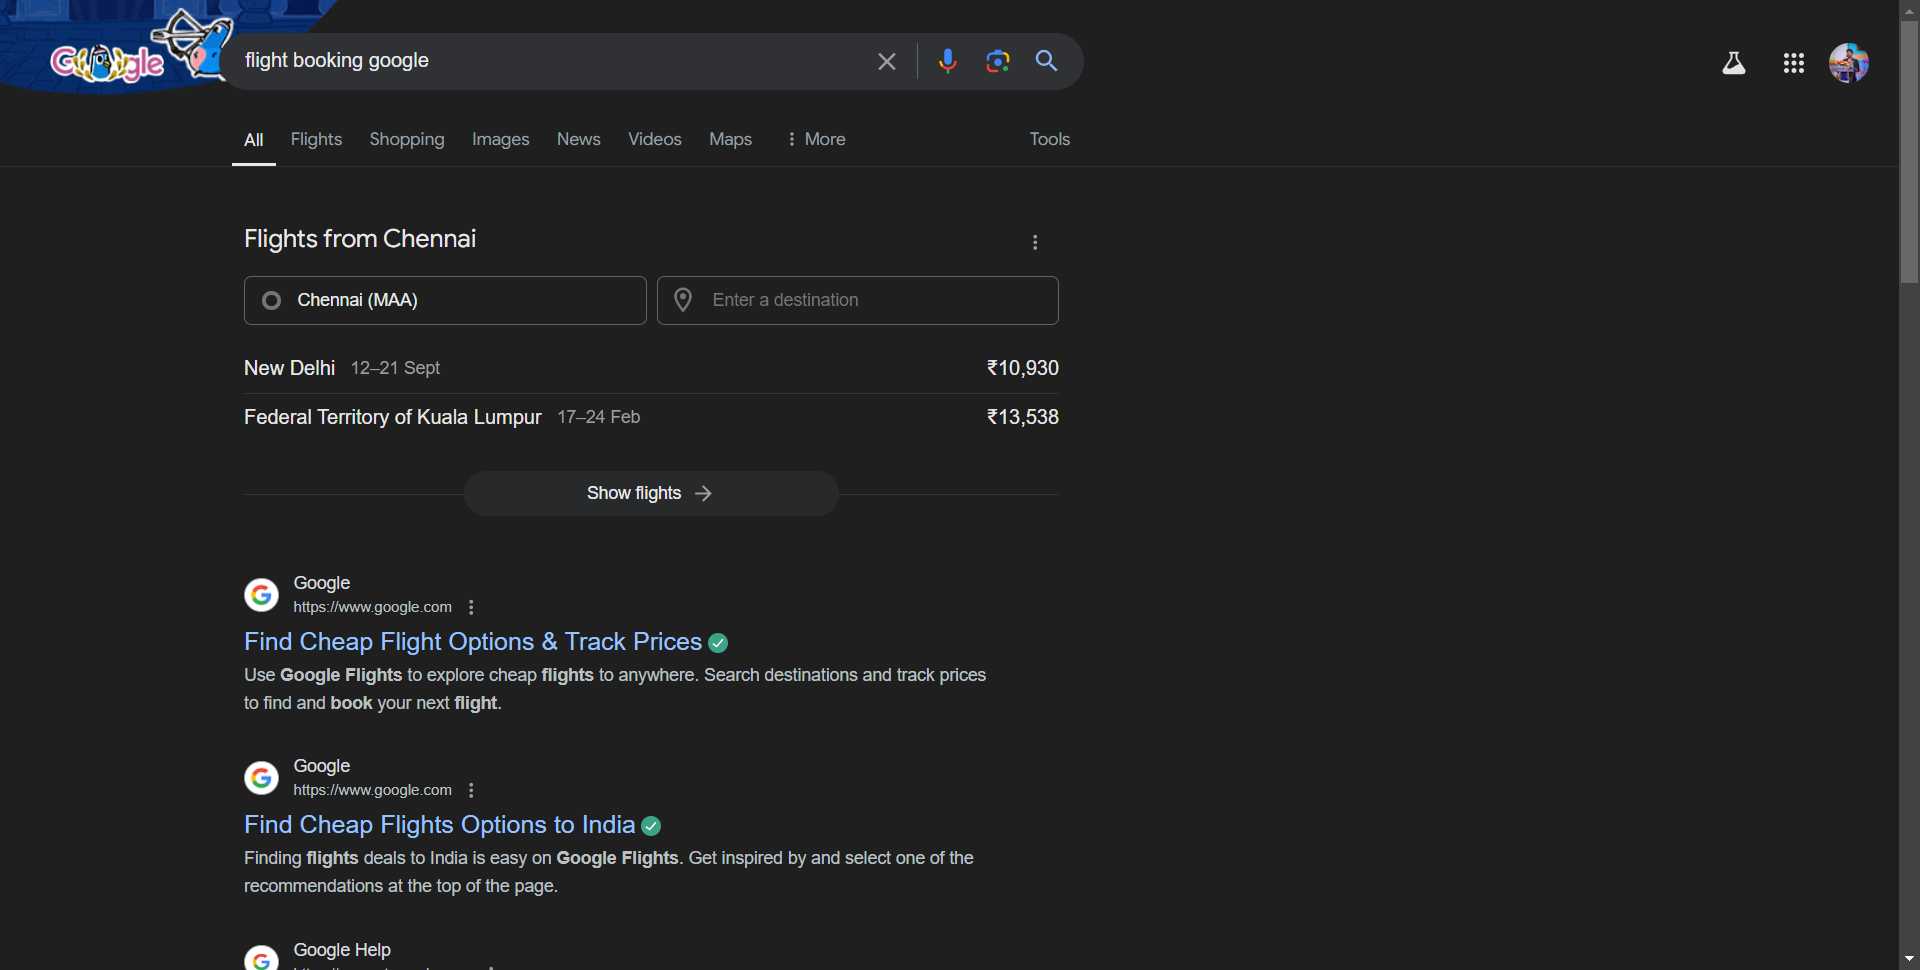 Google
flight booking google
All Flights Shopping Images News Videos Maps More Tools
Flights from Chennai
Chennai (MAA) Enter a destination
New Delhi 12–21 Sept ₹10,930
Federal Territory of Kuala Lumpur 17–24 Feb ₹13,538
Show flights
Google
https://www.google.com
Find Cheap Flight Options & Track Prices
Use Google Flights to explore cheap flights to anywhere. Search destinations and track prices
to find and book your next flight.
Google
https://www.google.com
Find Cheap Flights Options to India
Finding flights deals to India is easy on Google Flights. Get inspired by and select one of the
recommendations at the top of the page.
Google Help